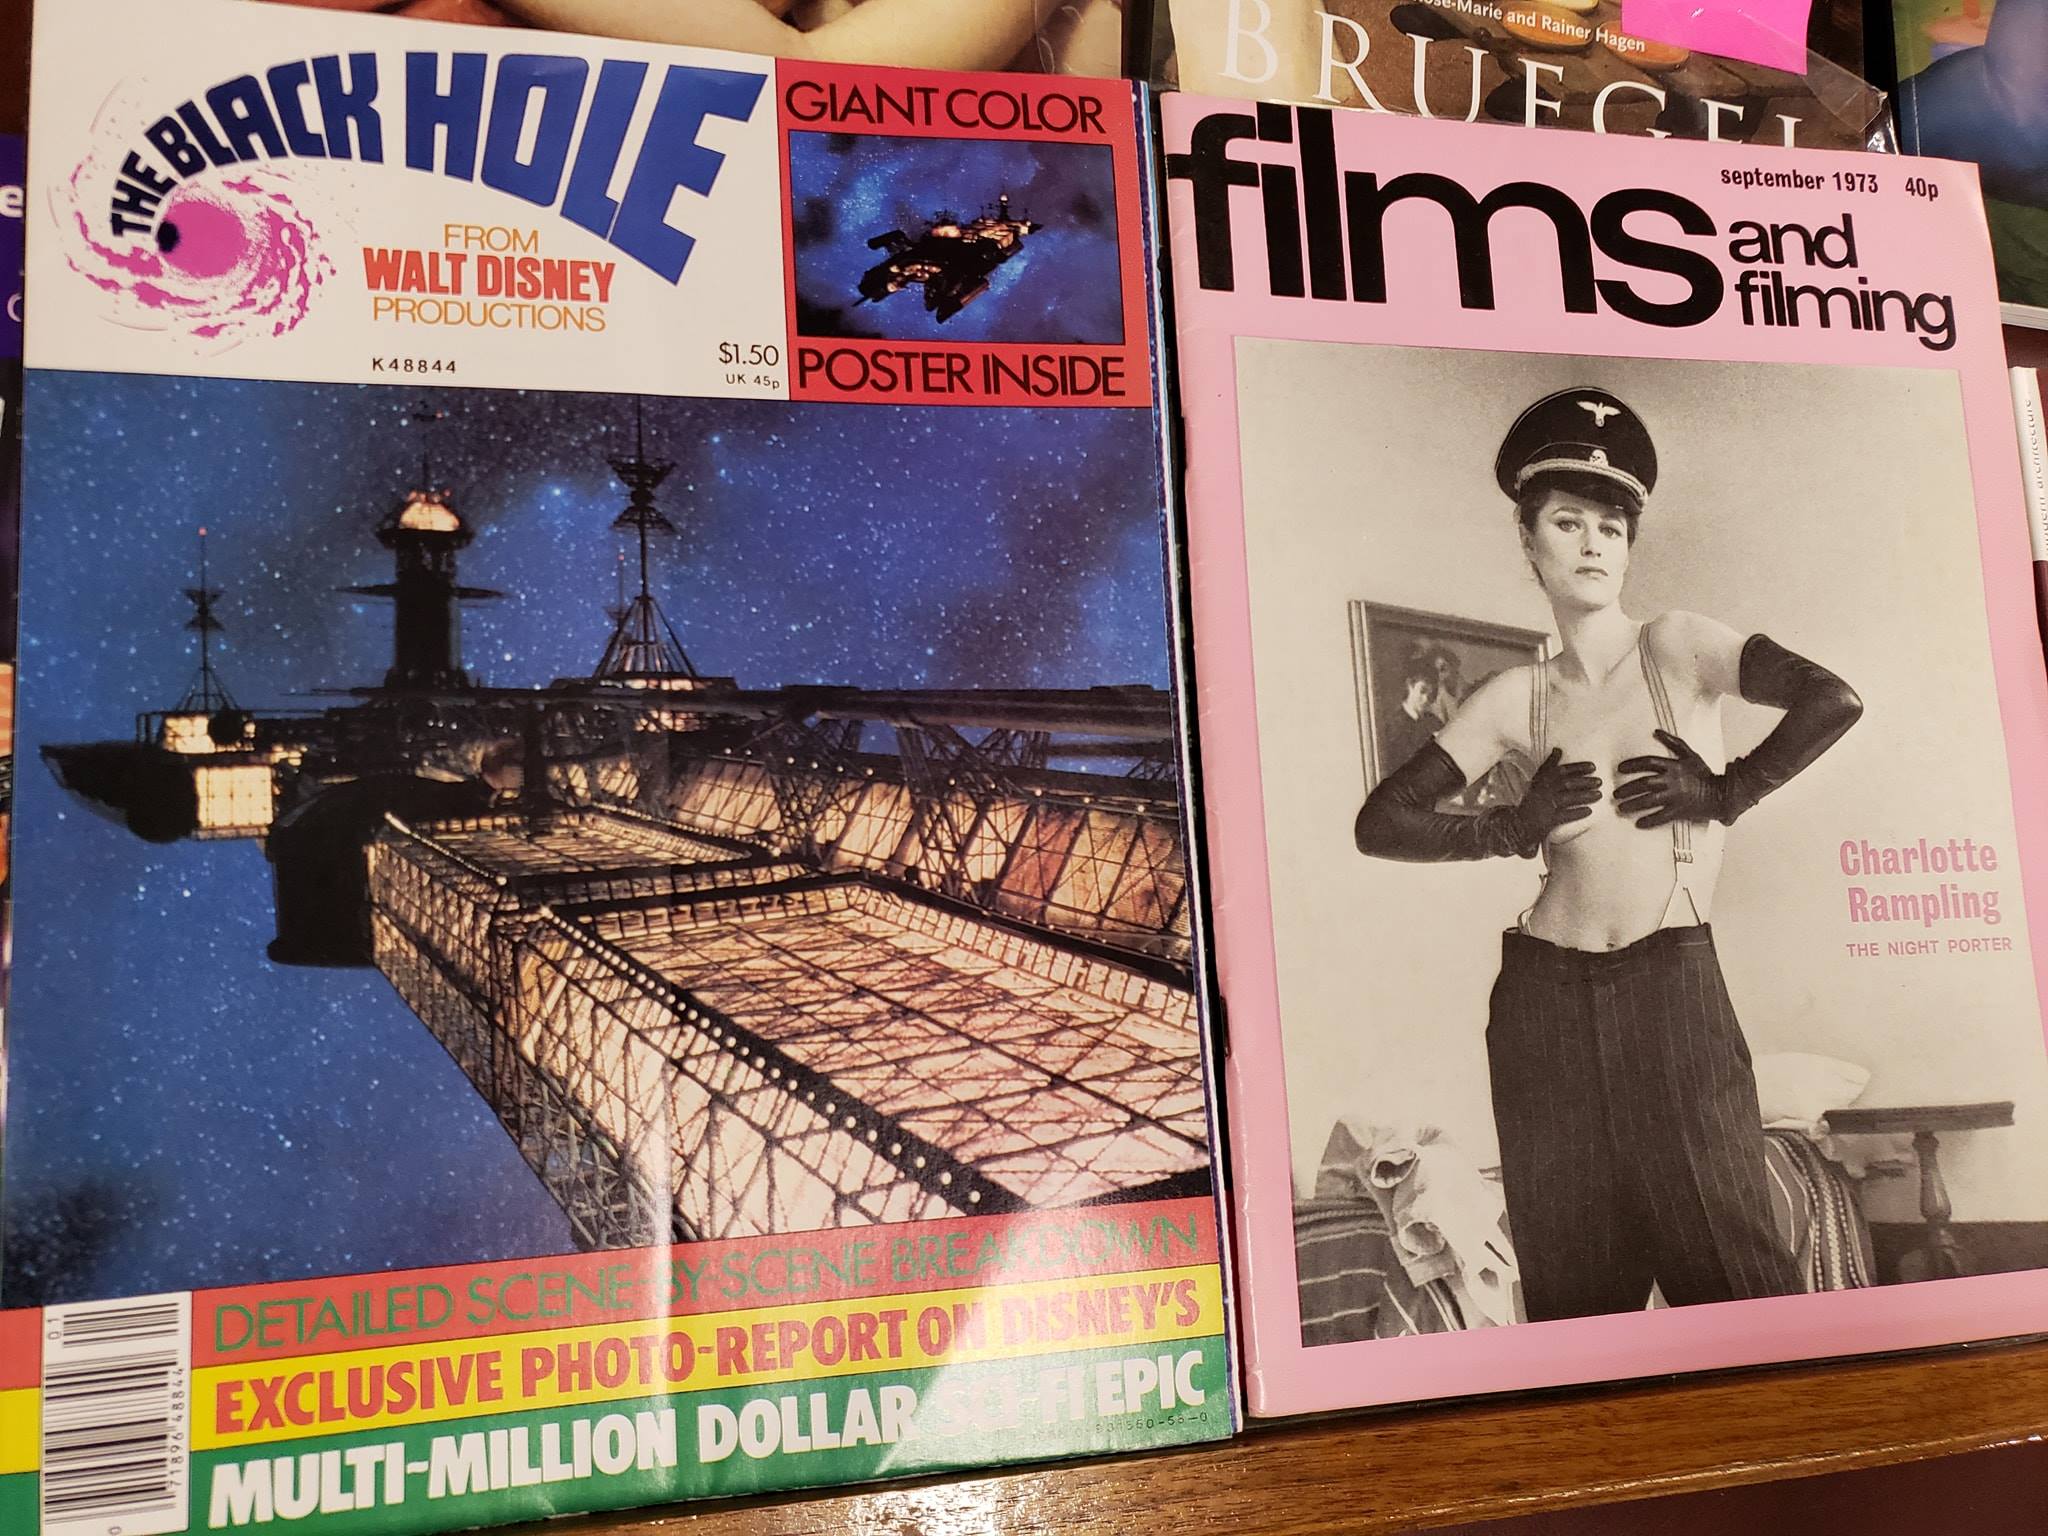 THE BLACK HOLE
FROM
WALT DISNEY
PRODUCTIONS
K48844
$1.50
UK 45p
GIANT COLOR
POSTER INSIDE
DETAILED SCENE-BY-SCENE BREAKDOWN
EXCLUSIVE PHOTO-REPORT ON DISNEY'S
MULTI-MILLION DOLLAR SCI-FI EPIC
01
Rose-Marie and Rainer Hagen
BRUEGEL
september 1973 40p
films
and
filming
Charlotte
Rampling
THE NIGHT PORTER